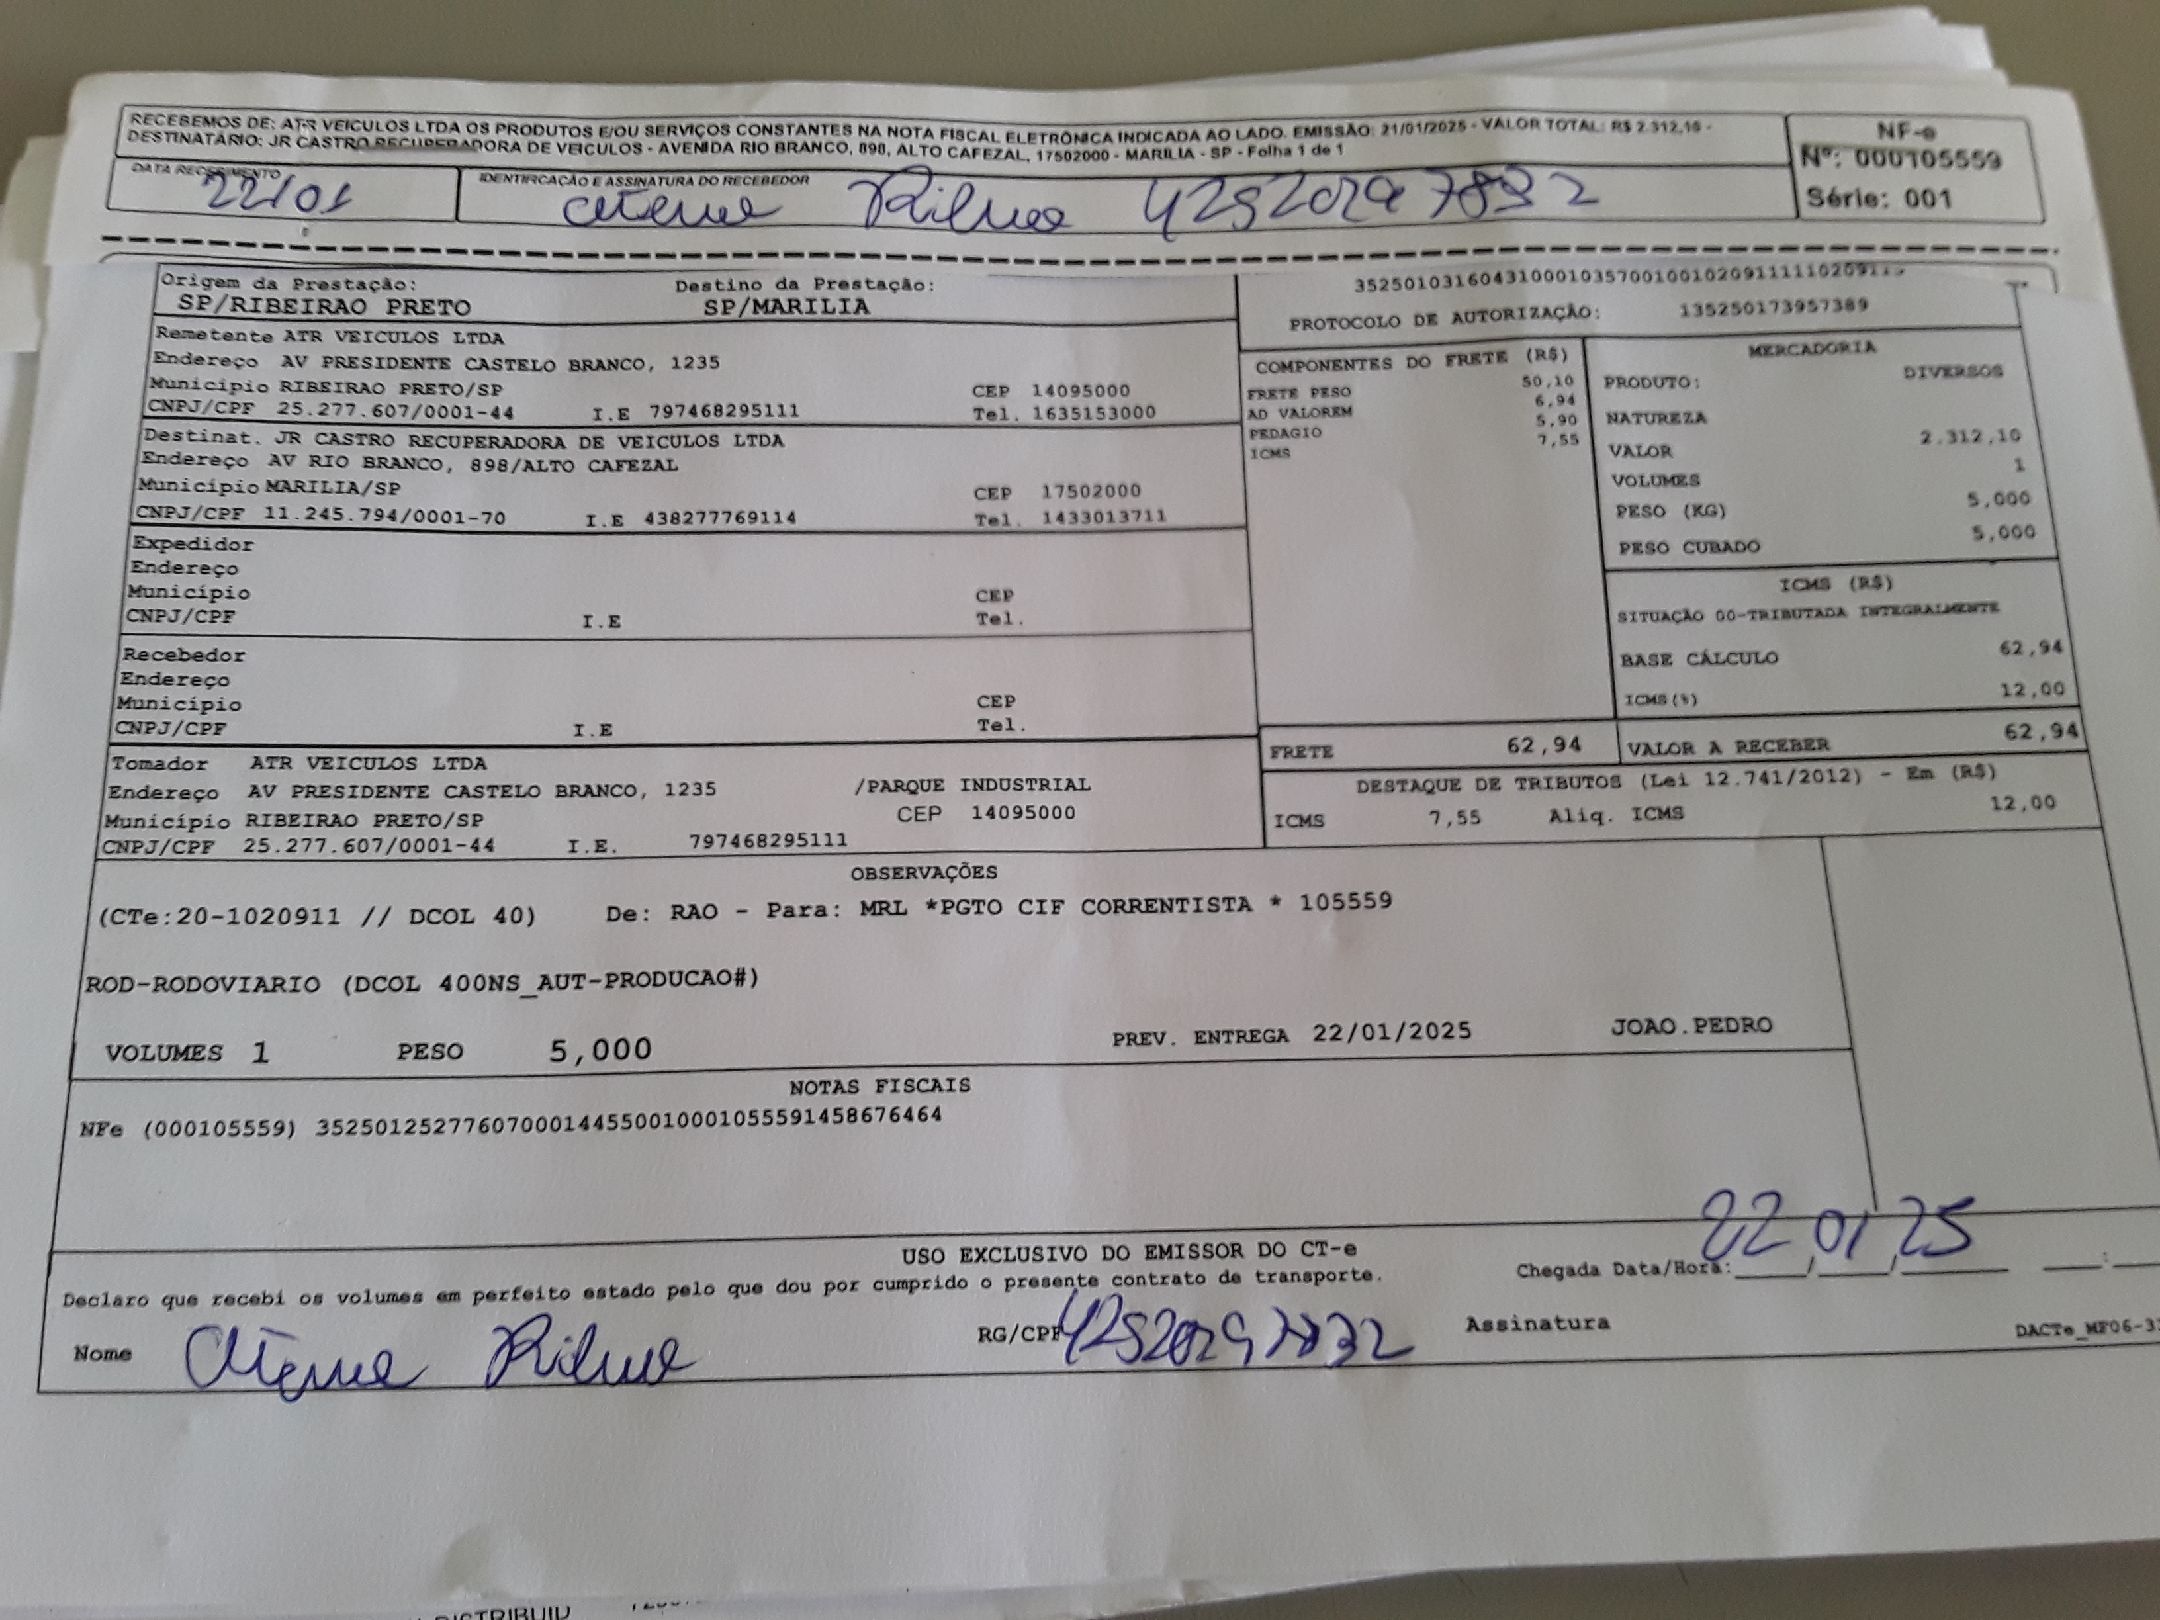 RECEBEMOS DE: ATR VEICULOS LTDA OS PRODUTOS E/OU SERVIÇOS CONSTANTES NA NOTA FISCAL ELETRÔNICA INDICADA AO LADO. EMISSÃO: 21/01/2025 - VALOR TOTAL: R$ 2.312,10 -
DESTINATÁRIO: JR CASTRO RECUPERADORA DE VEICULOS - AVENIDA RIO BRANCO, 898, ALTO CAFEZAL, 17502000 - MARILIA - SP - Folha 1 de 1
NF-e
Nº: 000105559
Série: 001
DATA RECEBIMENTO
22/01
IDENTIFICAÇÃO E ASSINATURA DO RECEBEDOR
Origem da Prestação: Destino da Prestação:
SP/RIBEIRAO PRETO SP/MARILIA
PROTOCOLO DE AUTORIZAÇÃO: 135250173957389
Remetente ATR VEICULOS LTDA
Endereço AV PRESIDENTE CASTELO BRANCO, 1235
Município RIBEIRAO PRETO/SP CEP 14095000
CNPJ/CPF 25.277.607/0001-44 I.E 797468295111 Tel. 1635153000
Destinat. JR CASTRO RECUPERADORA DE VEICULOS LTDA
Endereço AV RIO BRANCO, 898/ALTO CAFEZAL
Município MARILIA/SP CEP 17502000
CNPJ/CPF 11.245.794/0001-70 I.E 438277769114 Tel. 1433013711
Expedidor
Endereço
Município CEP
CNPJ/CPF I.E Tel.
Recebedor
Endereço
Município CEP
CNPJ/CPF I.E Tel.
Tomador ATR VEICULOS LTDA
Endereço AV PRESIDENTE CASTELO BRANCO, 1235 /PARQUE INDUSTRIAL
Município RIBEIRAO PRETO/SP CEP 14095000
CNPJ/CPF 25.277.607/0001-44 I.E. 797468295111
COMPONENTES DO FRETE (R$)
FRETE PESO 50,10
AD VALOREM 6,94
PEDAGIO 5,90
ICMS 7,55
MERCADORIA
PRODUTO: DIVERSOS
NATUREZA
VALOR 2.312,10
VOLUMES 1
PESO (KG) 5,000
PESO CUBADO 5,000
ICMS (R$)
SITUAÇÃO 00-TRIBUTADA INTEGRALMENTE
BASE CÁLCULO 62,94
ICMS(%) 12,00
FRETE 62,94 VALOR A RECEBER 62,94
DESTAQUE DE TRIBUTOS (Lei 12.741/2012) - Em (R$)
ICMS 7,55 Aliq. ICMS 12,00
OBSERVAÇÕES
(CTe:20-1020911 // DCOL 40) De: RAO - Para: MRL *PGTO CIF CORRENTISTA * 105559
ROD-RODOVIARIO (DCOL 400NS_AUT-PRODUCAO#)
VOLUMES 1 PESO 5,000 PREV. ENTREGA 22/01/2025 JOAO.PEDRO
NOTAS FISCAIS
NFe (000105559) 35250125277607000144550010001055591458676464
USO EXCLUSIVO DO EMISSOR DO CT-e
Declaro que recebi os volumes em perfeito estado pelo que dou por cumprido o presente contrato de transporte.
Chegada Data/Hora: 22/01/25
Nome RG/CPF Assinatura
DACTe_MF06-
DISTRIBUID